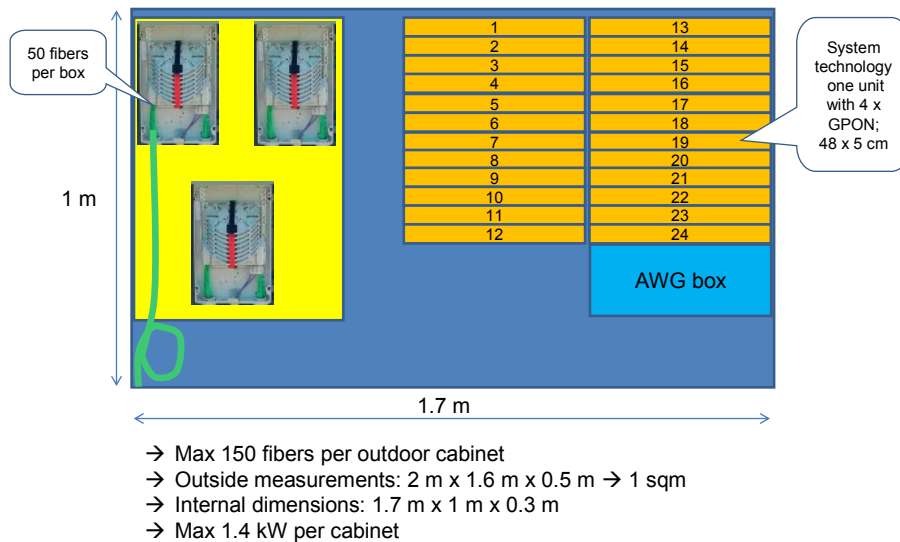 50 fibers
per box
1 m
1
2
3
4
5
6
7
8
9
10
11
12
13
14
15
16
17
18
19
20
21
22
23
24
AWG box
System
technology
one unit
with 4 x
GPON;
48 x 5 cm
1.7 m
→ Max 150 fibers per outdoor cabinet
→ Outside measurements: 2 m x 1.6 m x 0.5 m → 1 sqm
→ Internal dimensions: 1.7 m x 1 m x 0.3 m
→ Max 1.4 kW per cabinet